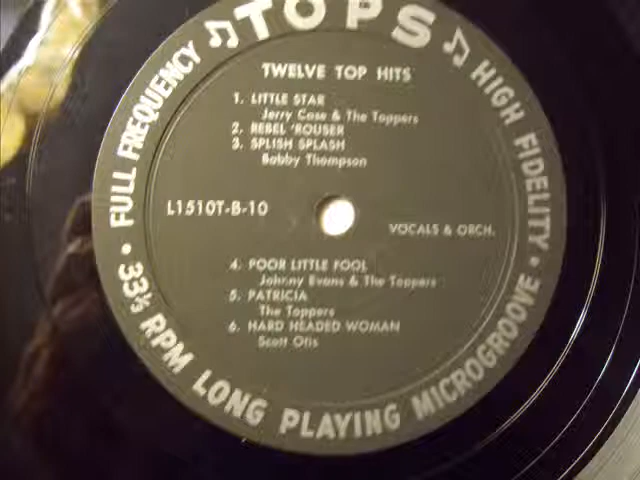 TOPS
FULL FREQUENCY
HIGH FIDELITY
TWELVE TOP HITS
1. LITTLE STAR
Jerry Case & The Toppers
2. REBEL 'ROUSER
3. SPLISH SPLASH
Bobby Thompson
L1510T-B-10
VOCALS & ORCH.
4. POOR LITTLE FOOL
Johnny Evans & The Toppers
5. PATRICIA
The Toppers
6. HARD HEADED WOMAN
Scott Otis
33⅓ RPM LONG PLAYING MICROGROOVE